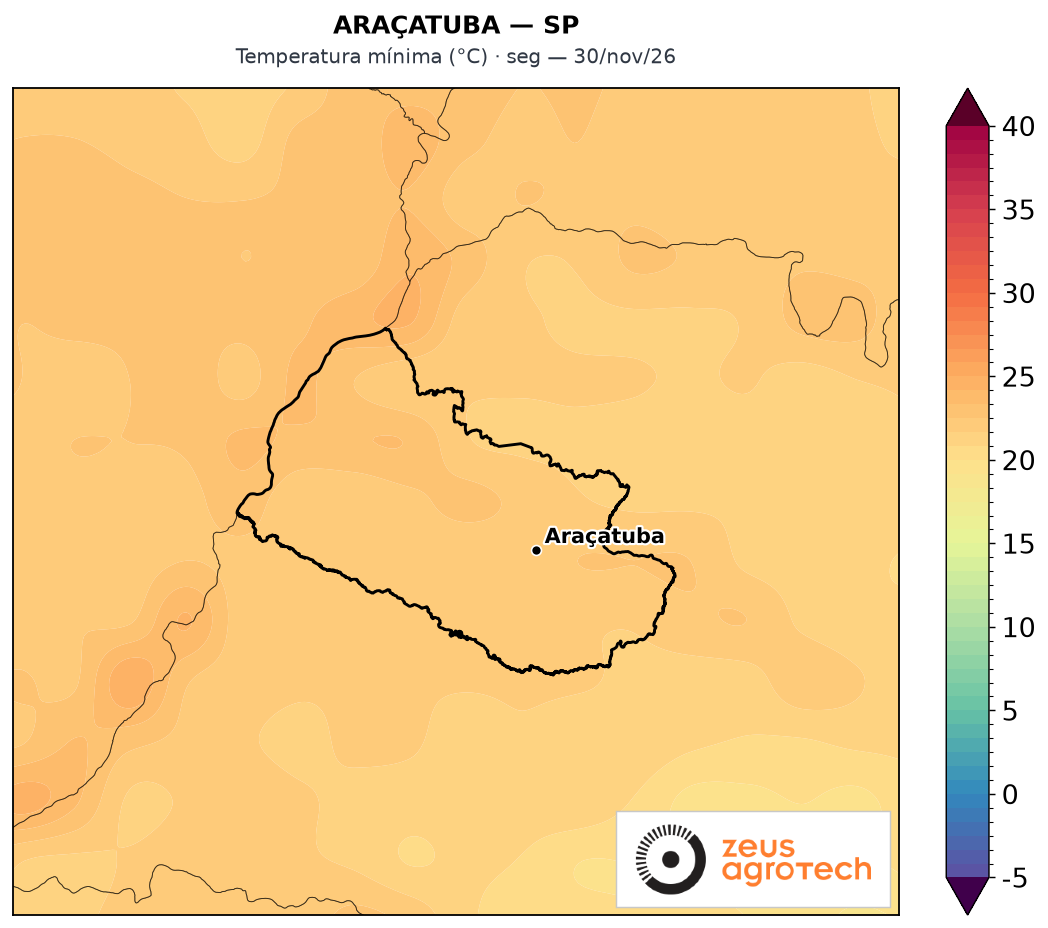 ARAÇATUBA — SP
Temperatura mínima (°C) · seg — 30/nov/26
40
35
30
25
20
15
10
5
0
-5
Araçatuba
zeus
agrotech